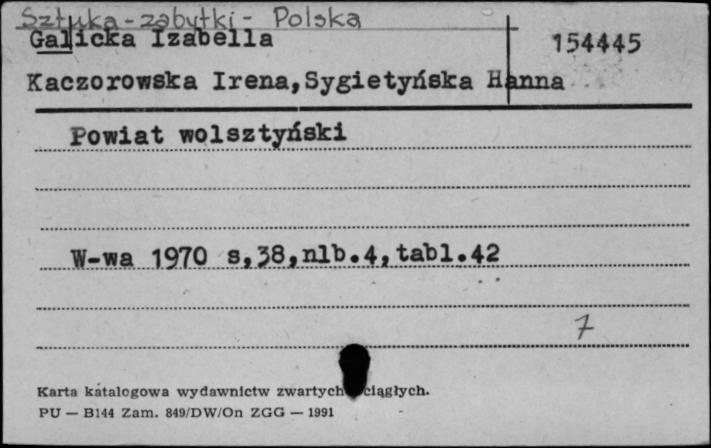 Sztuka - zabytki - Polska
Galicka Izabella 154445
Kaczorowska Irena,Sygietyńska Hanna
Powiat wolsztyński
W-wa 1970 s,38,nlb.4,tabl.42
7
Karta katalogowa wydawnictw zwartych ciągłych.
PU — B144 Zam. 849/DW/On ZGG — 1991